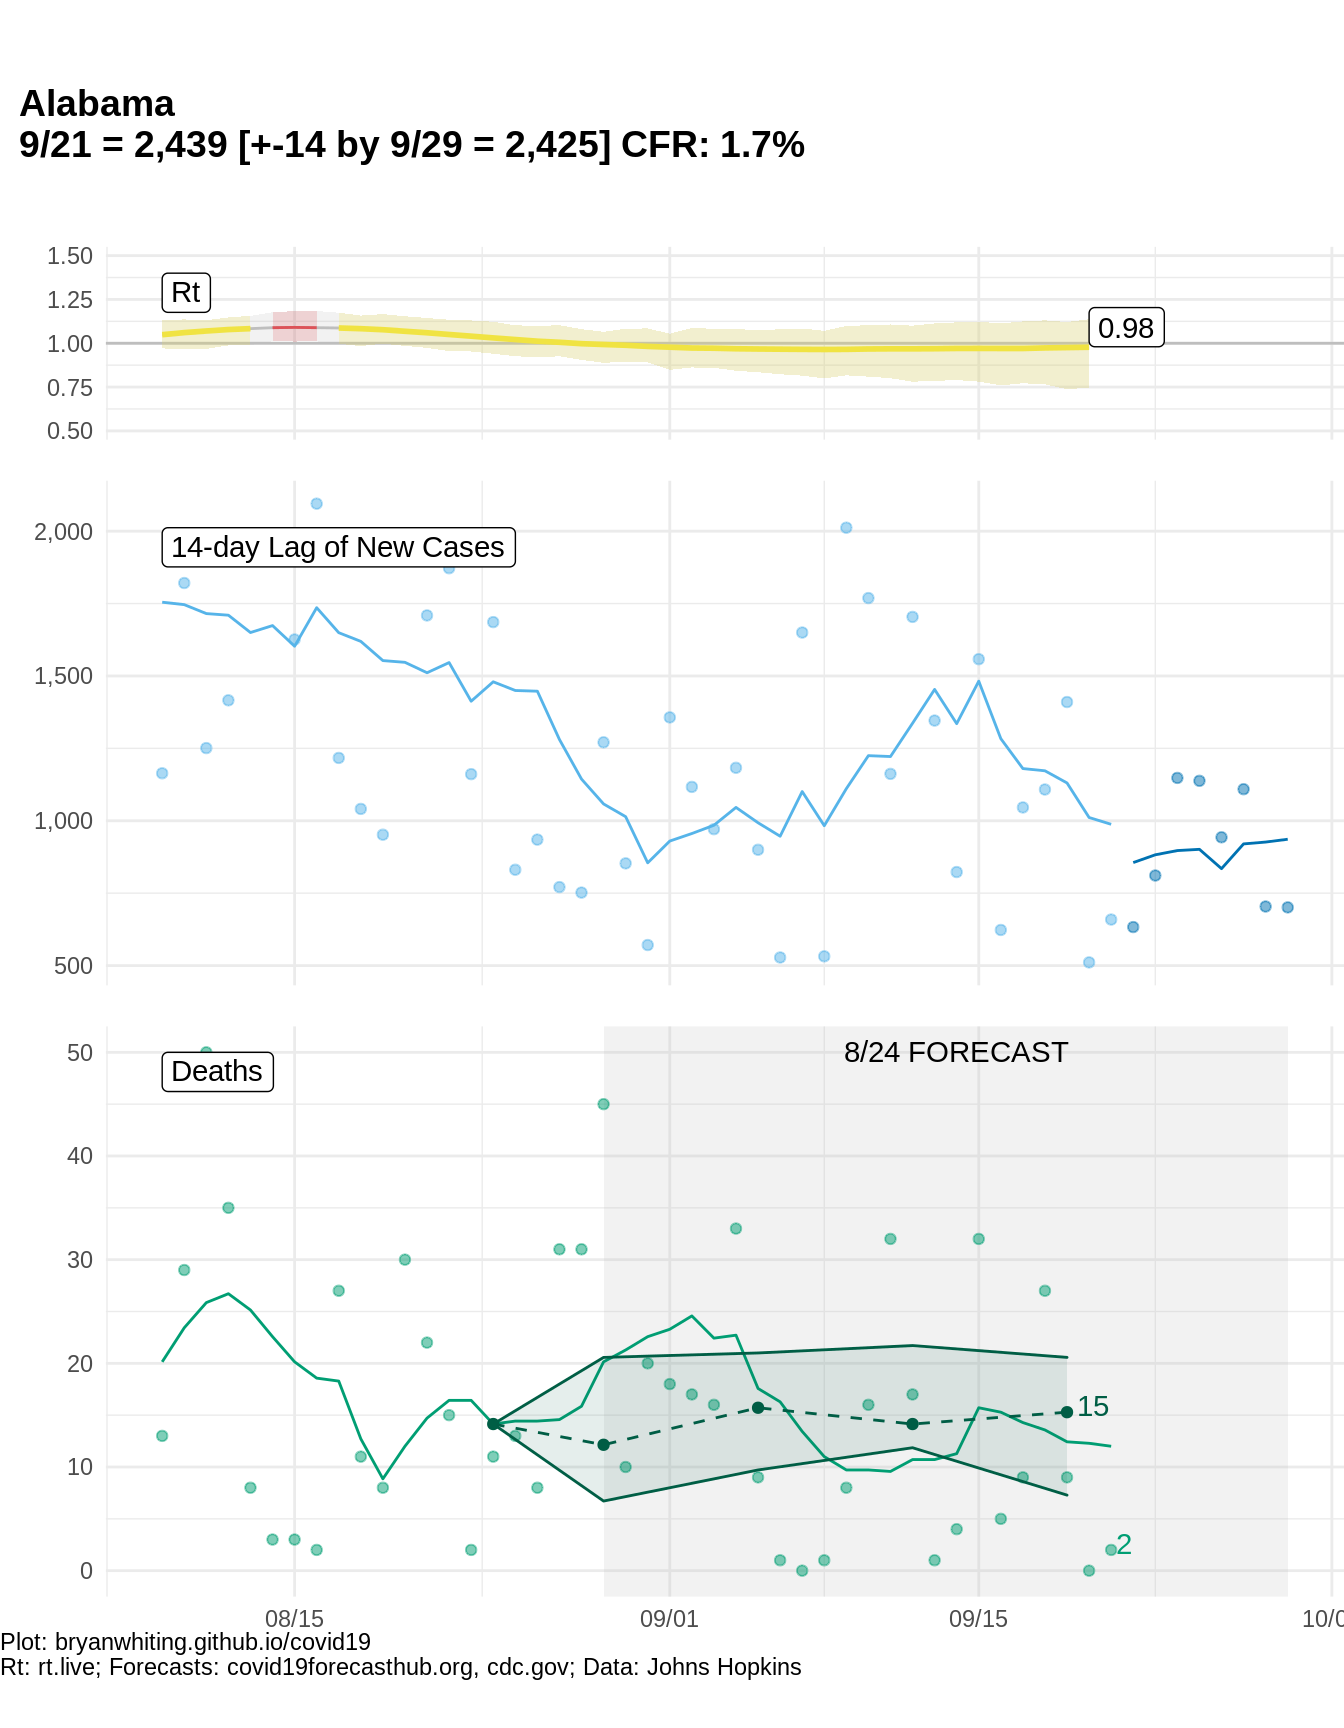 Alabama
9/21 = 2,439 [+-14 by 9/29 = 2,425] CFR: 1.7%
1.50
Rt
1.25
0.98
1.00
0.75
0.50
2,000
14-day Lag of New Cases
1,500
1,000
500
50
8/24 FORECAST
Deaths
40
30
20
15
10
2
0
08/15
09/01
09/15
10/0
Plot: bryanwhiting.github.io/covid19
Rt: rt.live; Forecasts: covid19forecasthub.org, cdc.gov; Data: Johns Hopkins